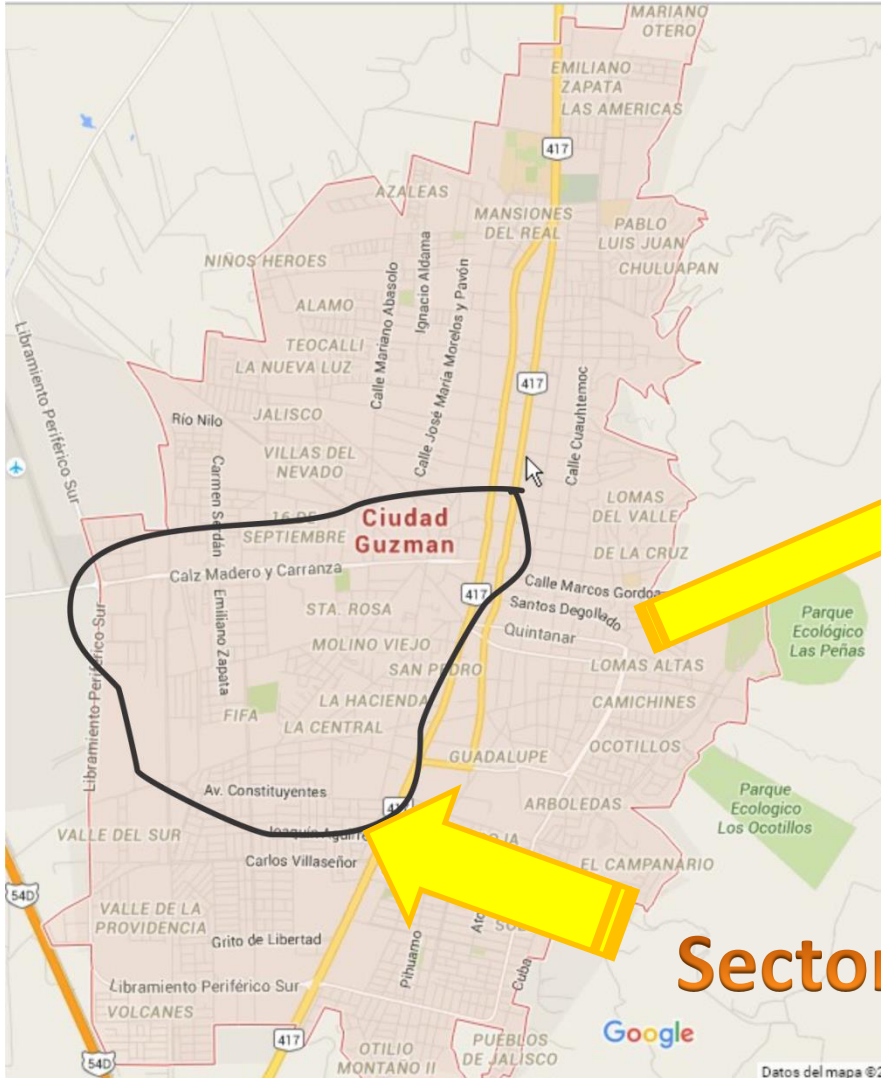 MARIANO
OTERO
EMILIANO
ZAPATA
LAS AMERICAS
417
AZALEAS
MANSIONES
DEL REAL
PABLO
LUIS JUAN
CHULUAPAN
NIÑOS HEROES
Ignacio Aldama
Calle Mariano Abasolo
Calle José María Morelos y Pavón
ALAMO
TEOCALLI
LA NUEVA LUZ
Libramiento Periférico Sur
417
Calle Cuauhtemoc
Río Nilo
JALISCO
VILLAS DEL
NEVADO
Carmen Serdán
LOMAS
DEL VALLE
16 DE
SEPTIEMBRE
Ciudad
Guzman
DE LA CRUZ
Calz Madero y Carranza
417
Calle Marcos Gordoa
Santos Degollado
Quintanar
Emiliano Zapata
STA. ROSA
Parque
Ecológico
Las Peñas
MOLINO VIEJO
SAN PEDRO
LOMAS ALTAS
Libramiento Periférico Sur
LA HACIENDA
CAMICHINES
FIFA
LA CENTRAL
OCOTILLOS
GUADALUPE
Av. Constituyentes
417
ARBOLEDAS
Parque
Ecologico
Los Ocotillos
VALLE DEL SUR
Joaquín Aguirre
Carlos Villaseñor
EL CAMPANARIO
54D
VALLE DE LA
PROVIDENCIA
Grito de Libertad
Pihuamo
Cuba
Sector
Libramiento Periférico Sur
VOLCANES
417
Google
54D
OTILIO
MONTAÑO II
PUEBLOS
DE JALISCO
Datos del mapa ©2